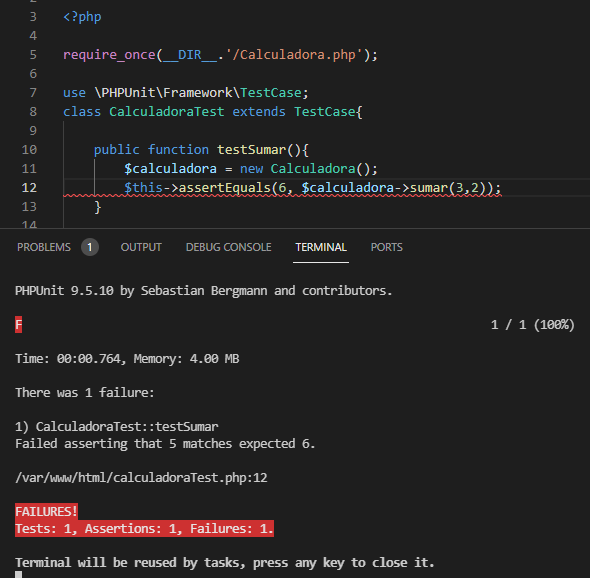 2
3 <?php
4
5 require_once(__DIR__.'/Calculadora.php');
6
7 use \PHPUnit\Framework\TestCase;
8 class CalculadoraTest extends TestCase{
9
10 public function testSumar(){
11 $calculadora = new Calculadora();
12 $this->assertEquals(6, $calculadora->sumar(3,2));
13 }
14
PROBLEMS 1 OUTPUT DEBUG CONSOLE TERMINAL PORTS
PHPUnit 9.5.10 by Sebastian Bergmann and contributors.
F 1 / 1 (100%)
Time: 00:00.764, Memory: 4.00 MB
There was 1 failure:
1) CalculadoraTest::testSumar
Failed asserting that 5 matches expected 6.
/var/www/html/calculadoraTest.php:12
FAILURES!
Tests: 1, Assertions: 1, Failures: 1.
Terminal will be reused by tasks, press any key to close it.